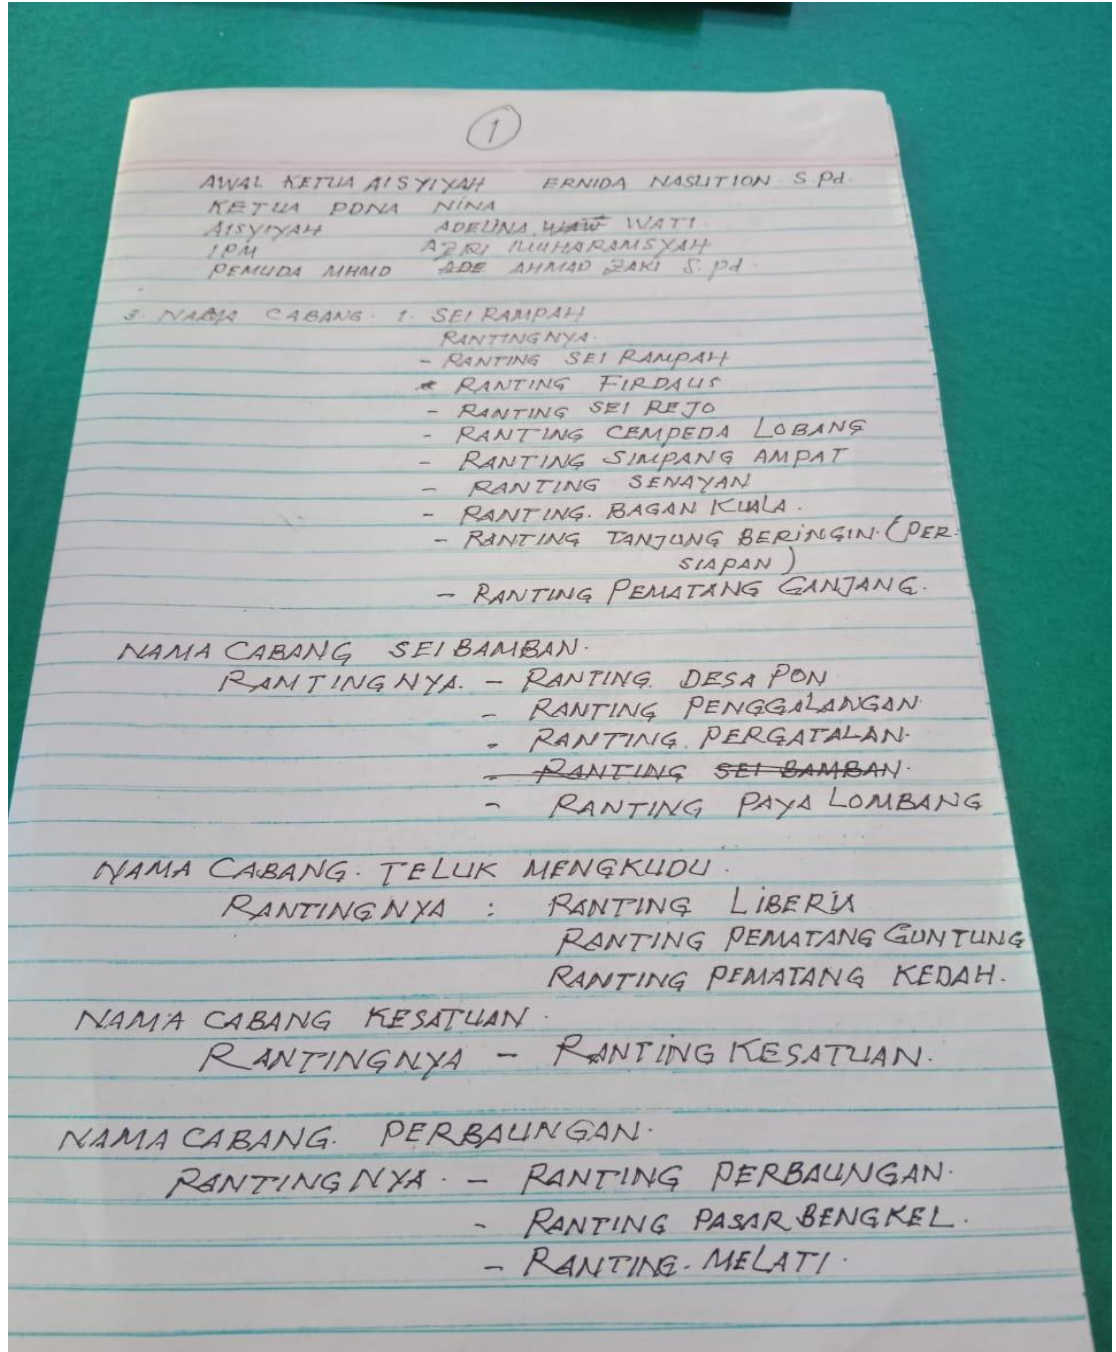 1
AWAL KETUA AISYIYAH ERNIDA NASUTION S.Pd.
KETUA PDNA NINA
AISYIYAH ADELINA WATI.
IPM AZRI MUHARAMSYAH
PEMUDA MHMD ADE AHMAD ZAKI S.Pd.
3. NAMA CABANG. 1. SEI RAMPAH
RANTINGNYA.
- RANTING SEI RAMPAH
- RANTING FIRDAUS
- RANTING SEI REJO
- RANTING CEMPEDA LOBANG
- RANTING SIMPANG AMPAT
- RANTING SENAYAN
- RANTING. BAGAN KUALA.
- RANTING TANJUNG BERINGIN. (PER-
SIAPAN)
- RANTING PEMATANG GANJANG.
NAMA CABANG SEI BAMBAN.
RAMTINGNYA. - RANTING. DESA PON
- RANTING PENGGALANGAN.
- RANTING. PERGATALAN.
- RANTING SEI BAMBAN.
- RANTING PAYA LOMBANG
NAMA CABANG. TELUK MENGKUDU.
RANTINGNYA : RANTING LIBERIA
RANTING PEMATANG GUNTUNG
RANTING PEMATANG KEDAH.
NAMA CABANG KESATUAN.
RANTINGNYA - RANTING KESATUAN.
NAMA CABANG. PERBAUNGAN.
RANTINGNYA. - RANTING PERBAUNGAN.
- RANTING PASAR BENGKEL.
- RANTING. MELATI.